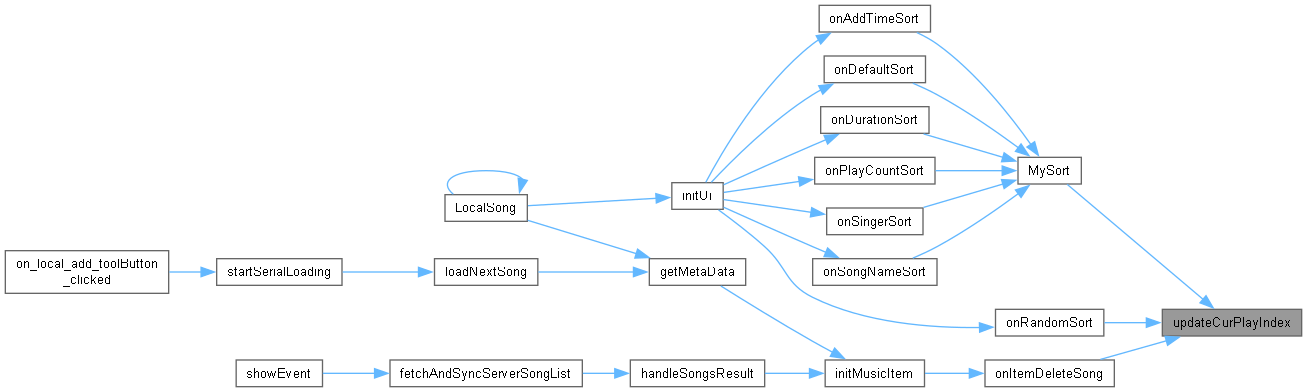 onAddTimeSort
onDefaultSort
onDurationSort
onPlayCountSort
MySort
initUi
LocalSong
onSingerSort
on_local_add_toolButton
_clicked
startSerialLoading
loadNextSong
getMetaData
onSongNameSort
onRandomSort
updateCurPlayIndex
showEvent
fetchAndSyncServerSongList
handleSongsResult
initMusicItem
onItemDeleteSong